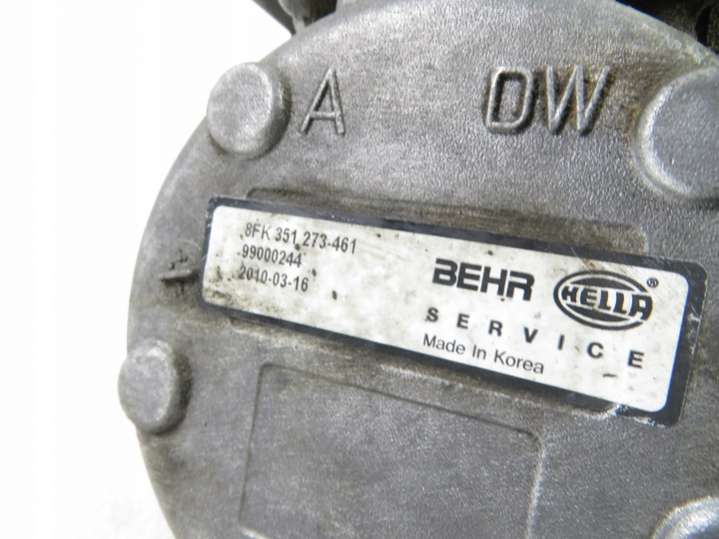 A DW
8FK 351 273-461
99000244
2010-03-16
BEHR HELLA®
SERVICE
Made In Korea